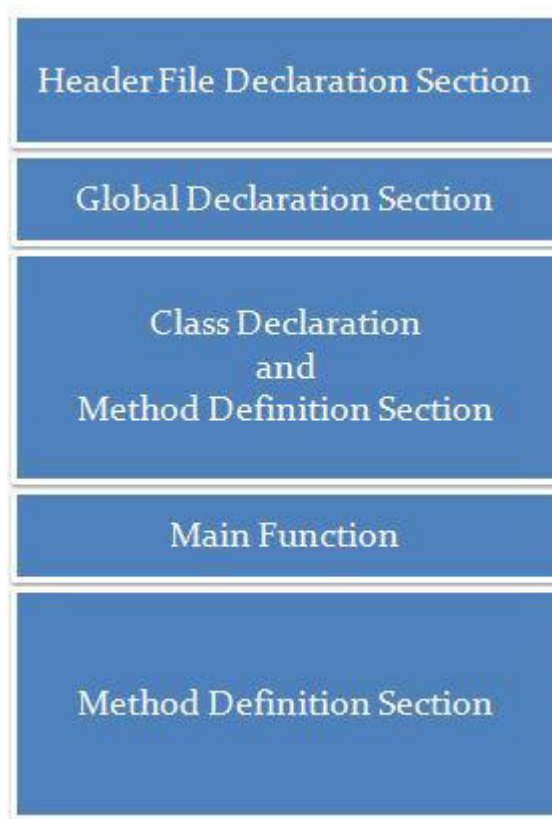 Header File Declaration Section
Global Declaration Section
Class Declaration
and
Method Definition Section
Main Function
Method Definition Section